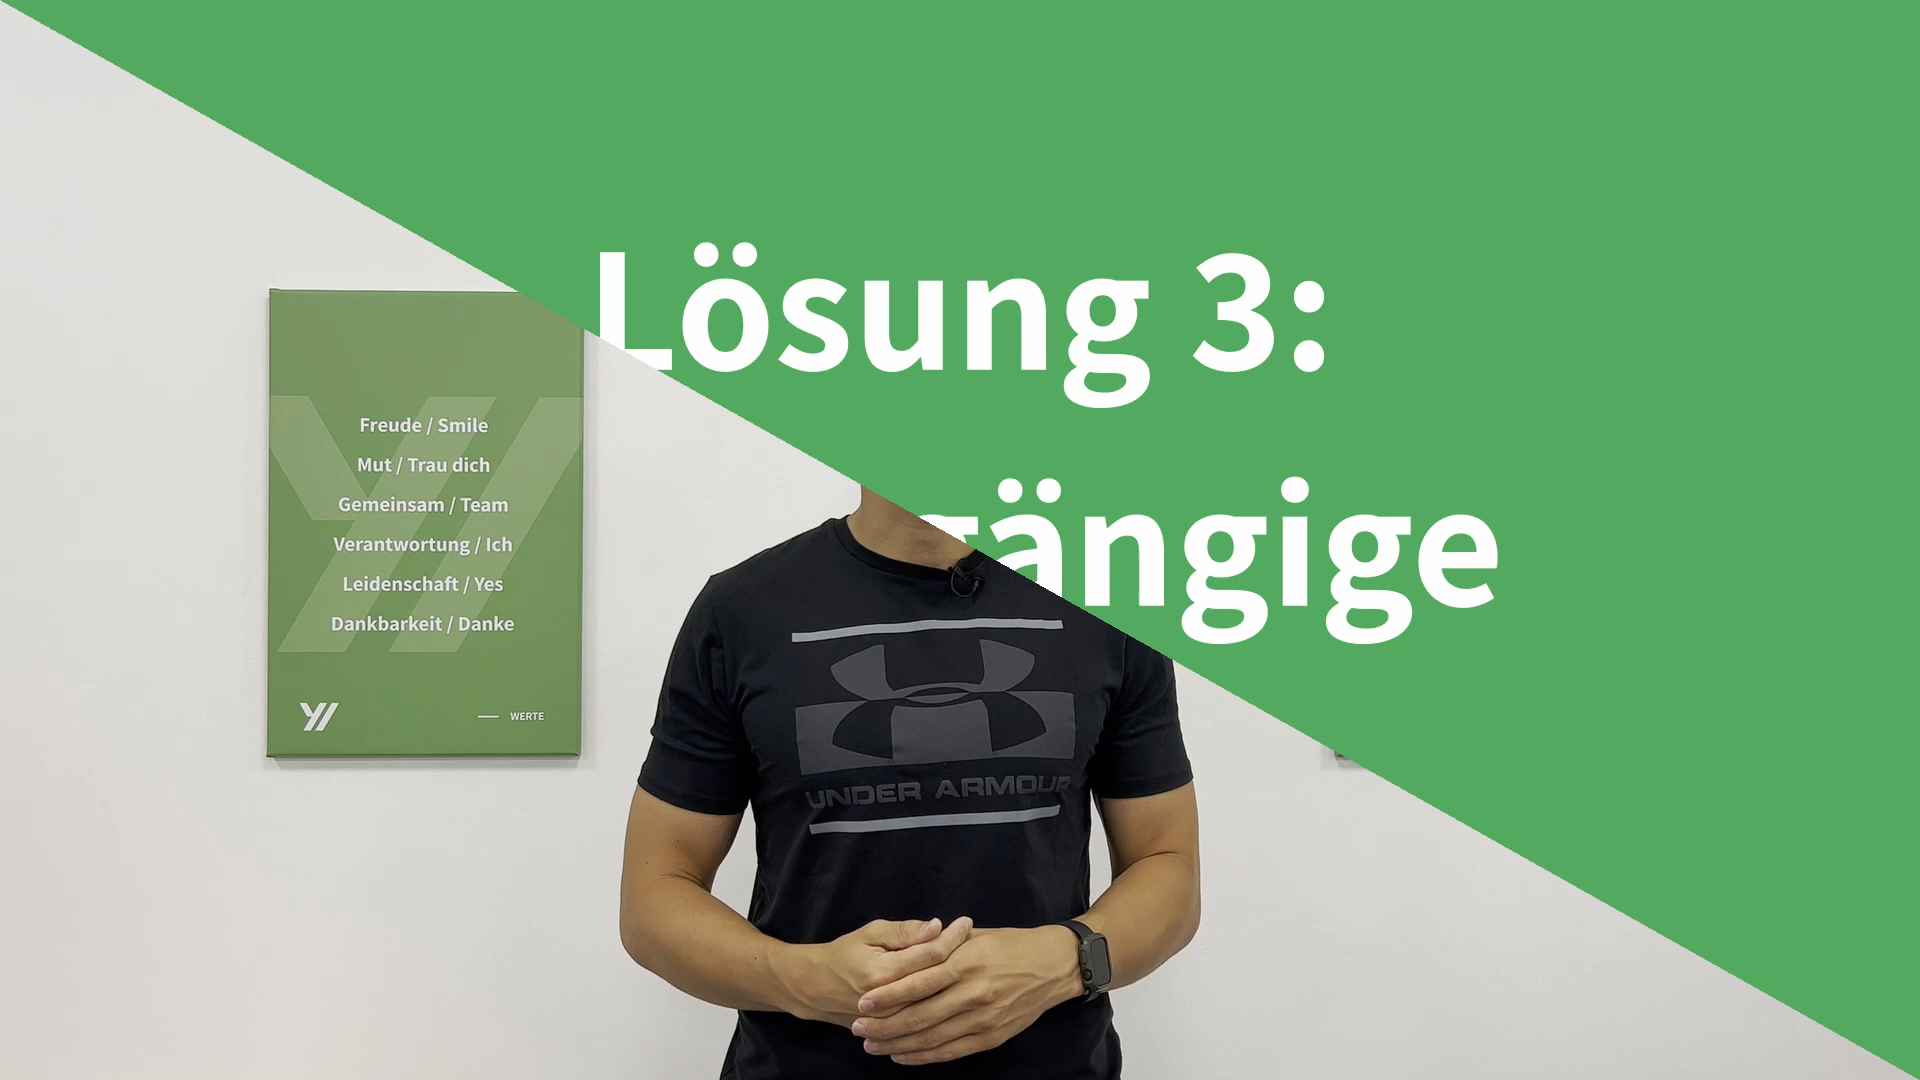 Lösung 3:
gängige
Freude / Smile
Mut / Trau dich
Gemeinsam / Team
Verantwortung / Ich
Leidenschaft / Yes
Dankbarkeit / Danke
WERTE
UNDER ARMOUR